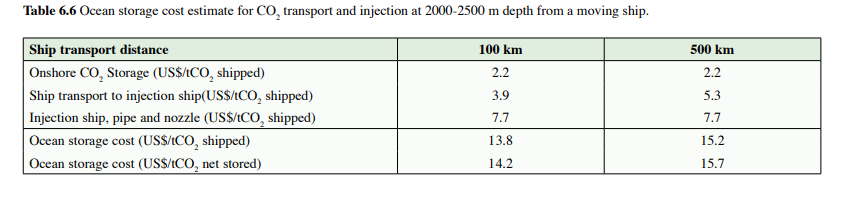 Table 6.6 Ocean storage cost estimate for CO₂ transport and injection at 2000-2500 m depth from a moving ship.
Ship transport distance 100 km 500 km
Onshore CO₂ Storage (US$/tCO₂ shipped) 2.2 2.2
Ship transport to injection ship(US$/tCO₂ shipped) 3.9 5.3
Injection ship, pipe and nozzle (US$/tCO₂ shipped) 7.7 7.7
Ocean storage cost (US$/tCO₂ shipped) 13.8 15.2
Ocean storage cost (US$/tCO₂ net stored) 14.2 15.7